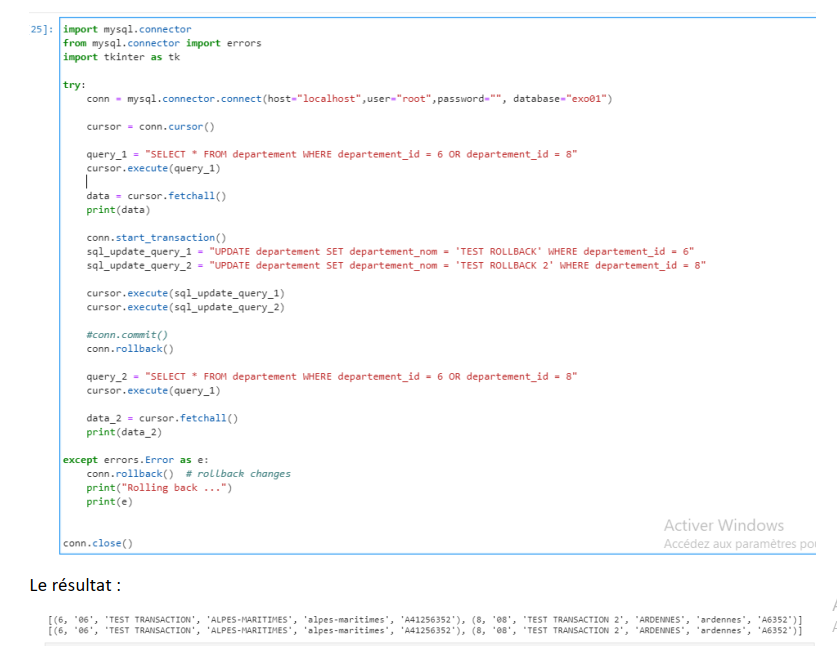 25]: import mysql.connector
from mysql.connector import errors
import tkinter as tk
try:
conn = mysql.connector.connect(host="localhost",user="root",password="", database="exo01")
cursor = conn.cursor()
query_1 = "SELECT * FROM departement WHERE departement_id = 6 OR departement_id = 8"
cursor.execute(query_1)
data = cursor.fetchall()
print(data)
conn.start_transaction()
sql_update_query_1 = "UPDATE departement SET departement_nom = 'TEST ROLLBACK' WHERE departement_id = 6"
sql_update_query_2 = "UPDATE departement SET departement_nom = 'TEST ROLLBACK 2' WHERE departement_id = 8"
cursor.execute(sql_update_query_1)
cursor.execute(sql_update_query_2)
#conn.commit()
conn.rollback()
query_2 = "SELECT * FROM departement WHERE departement_id = 6 OR departement_id = 8"
cursor.execute(query_1)
data_2 = cursor.fetchall()
print(data_2)
except errors.Error as e:
conn.rollback()  # rollback changes
print("Rolling back ...")
print(e)
conn.close()
Activer Windows
Accédez aux paramètres pou
Le résultat :
[(6, '06', 'TEST TRANSACTION', 'ALPES-MARITIMES', 'alpes-maritimes', 'A41256352'), (8, '08', 'TEST TRANSACTION 2', 'ARDENNES', 'ardennes', 'A6352')]
[(6, '06', 'TEST TRANSACTION', 'ALPES-MARITIMES', 'alpes-maritimes', 'A41256352'), (8, '08', 'TEST TRANSACTION 2', 'ARDENNES', 'ardennes', 'A6352')]